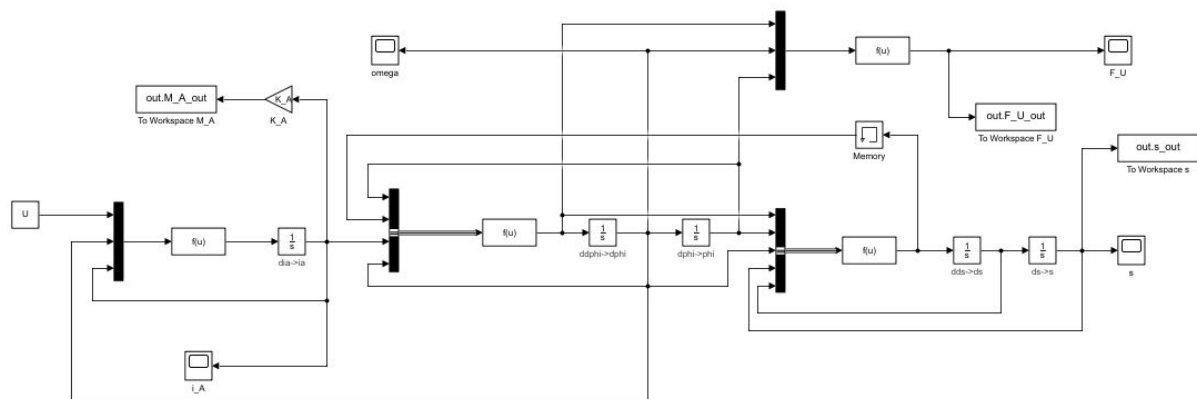 omega
f(u)
F_U
out.M_A_out
To Workspace M_A
K_A
K_A
out.F_U_out
To Workspace F_U
Memory
out.s_out
To Workspace s
U
f(u)
1
s
dia->ia
f(u)
1
s
ddphi->dphi
1
s
dphi->phi
f(u)
1
s
dds->ds
1
s
ds->s
s
i_A